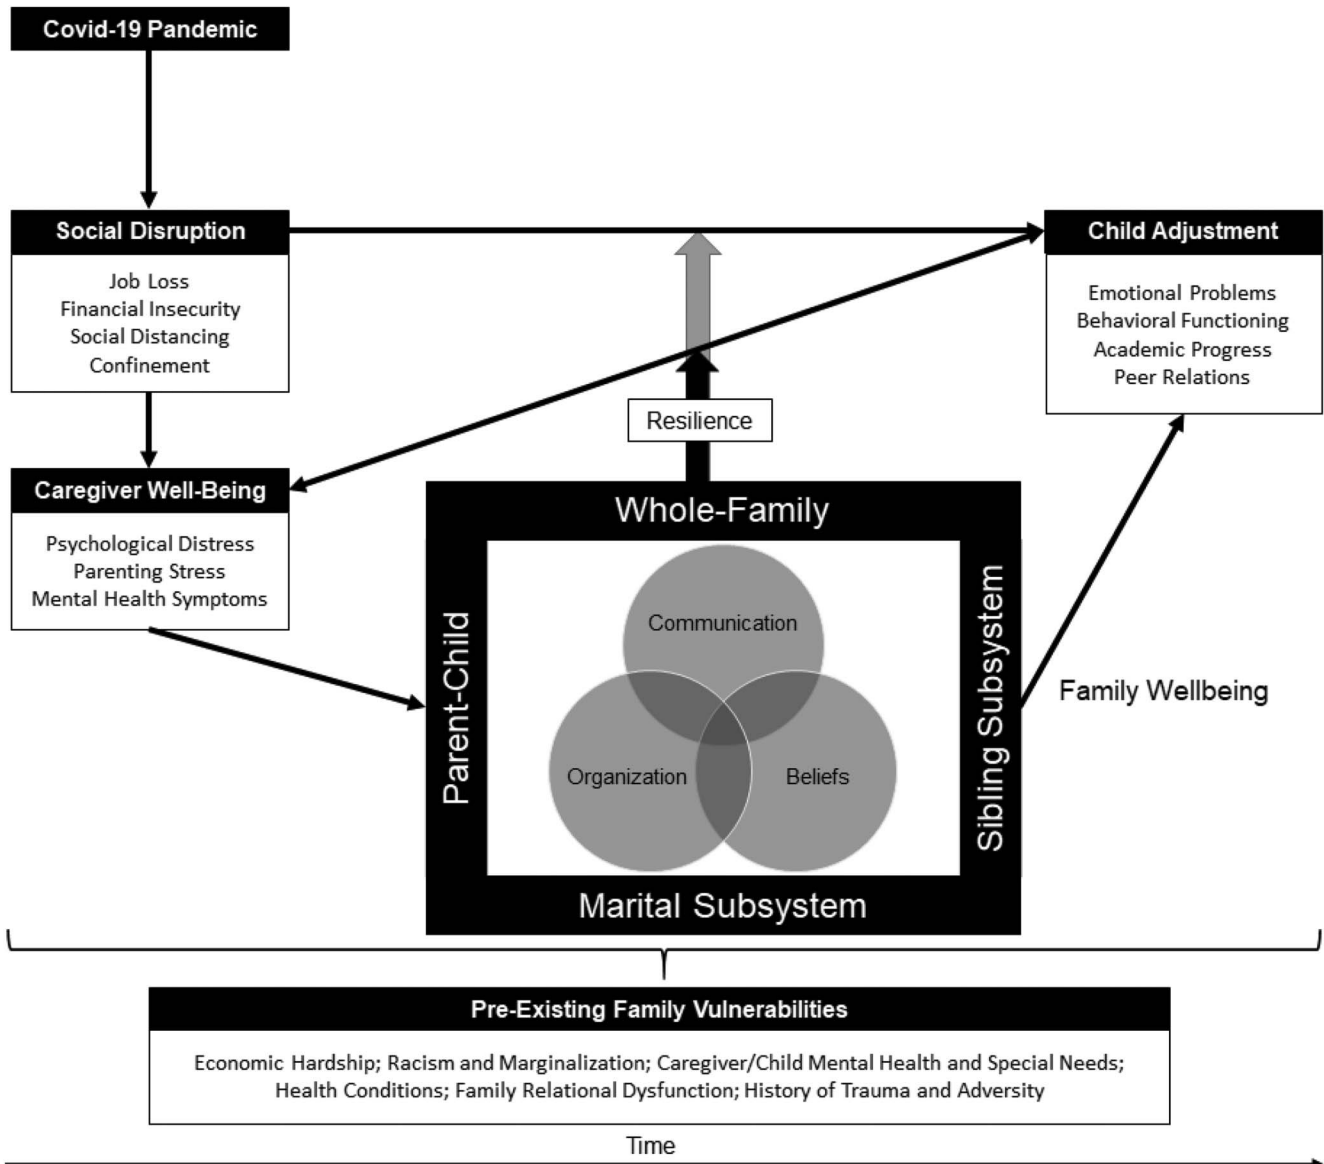 Covid-19 Pandemic
Social Disruption
Job Loss
Financial Insecurity
Social Distancing
Confinement
Child Adjustment
Emotional Problems
Behavioral Functioning
Academic Progress
Peer Relations
Resilience
Caregiver Well-Being
Psychological Distress
Parenting Stress
Mental Health Symptoms
Whole-Family
Parent-Child
Communication
Organization
Beliefs
Sibling Subsystem
Marital Subsystem
Family Wellbeing
Pre-Existing Family Vulnerabilities
Economic Hardship; Racism and Marginalization; Caregiver/Child Mental Health and Special Needs;
Health Conditions; Family Relational Dysfunction; History of Trauma and Adversity
Time